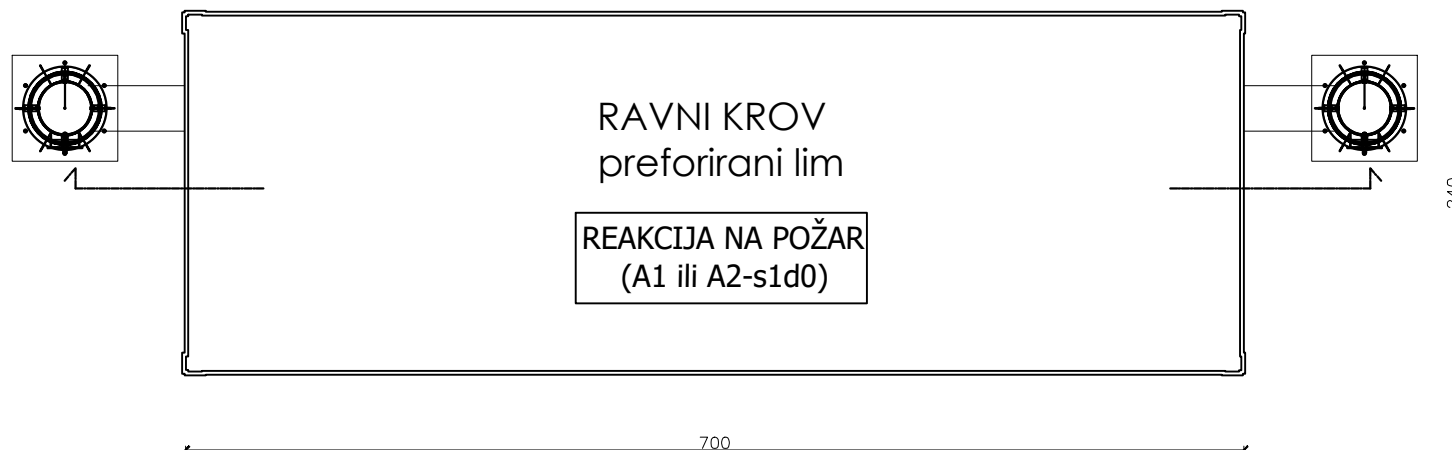 RAVNI KROV
preforirani lim
REAKCIJA NA POŽAR
(A1 ili A2-s1d0)
700